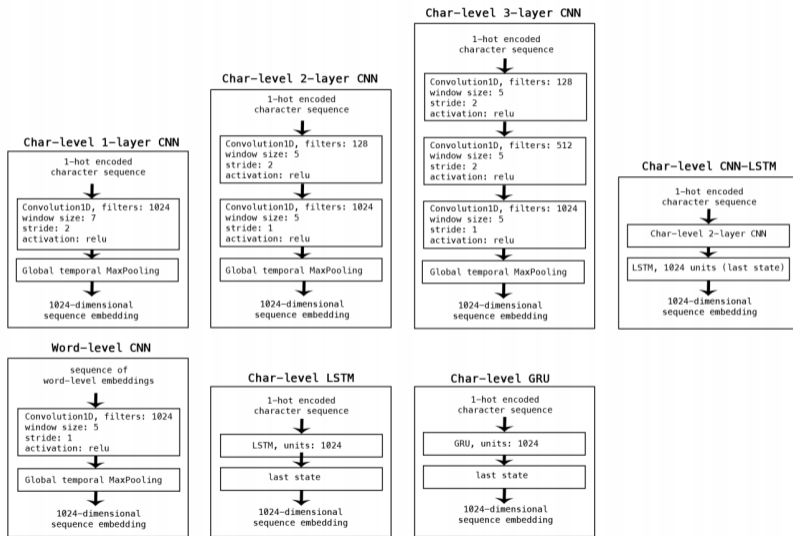 Char-level 1-layer CNN
1-hot encoded
character sequence
Convolution1D, filters: 1024
window size: 7
stride: 2
activation: relu
Global temporal MaxPooling
1024-dimensional
sequence embedding
Char-level 2-layer CNN
1-hot encoded
character sequence
Convolution1D, filters: 128
window size: 5
stride: 2
activation: relu
Convolution1D, filters: 1024
window size: 5
stride: 1
activation: relu
Global temporal MaxPooling
1024-dimensional
sequence embedding
Char-level 3-layer CNN
1-hot encoded
character sequence
Convolution1D, filters: 128
window size: 5
stride: 2
activation: relu
Convolution1D, filters: 512
window size: 5
stride: 2
activation: relu
Convolution1D, filters: 1024
window size: 5
stride: 1
activation: relu
Global temporal MaxPooling
1024-dimensional
sequence embedding
Char-level CNN-LSTM
1-hot encoded
character sequence
Char-level 2-layer CNN
LSTM, 1024 units (last state)
1024-dimensional
sequence embedding
Word-level CNN
sequence of
word-level embeddings
Convolution1D, filters: 1024
window size: 5
stride: 1
activation: relu
Global temporal MaxPooling
1024-dimensional
sequence embedding
Char-level LSTM
1-hot encoded
character sequence
LSTM, units: 1024
last state
1024-dimensional
sequence embedding
Char-level GRU
1-hot encoded
character sequence
GRU, units: 1024
last state
1024-dimensional
sequence embedding